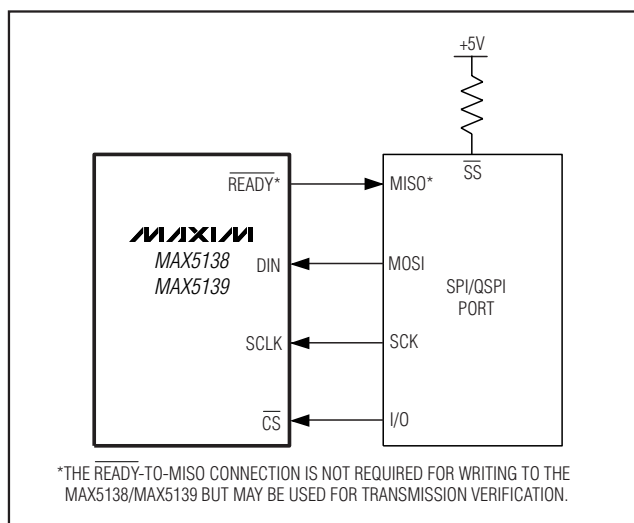 +5V
SS
READY*
MISO*
MAXIM
MAX5138
MAX5139
DIN
MOSI
SPI/QSPI
PORT
SCLK
SCK
CS
I/O
*THE READY-TO-MISO CONNECTION IS NOT REQUIRED FOR WRITING TO THE
MAX5138/MAX5139 BUT MAY BE USED FOR TRANSMISSION VERIFICATION.